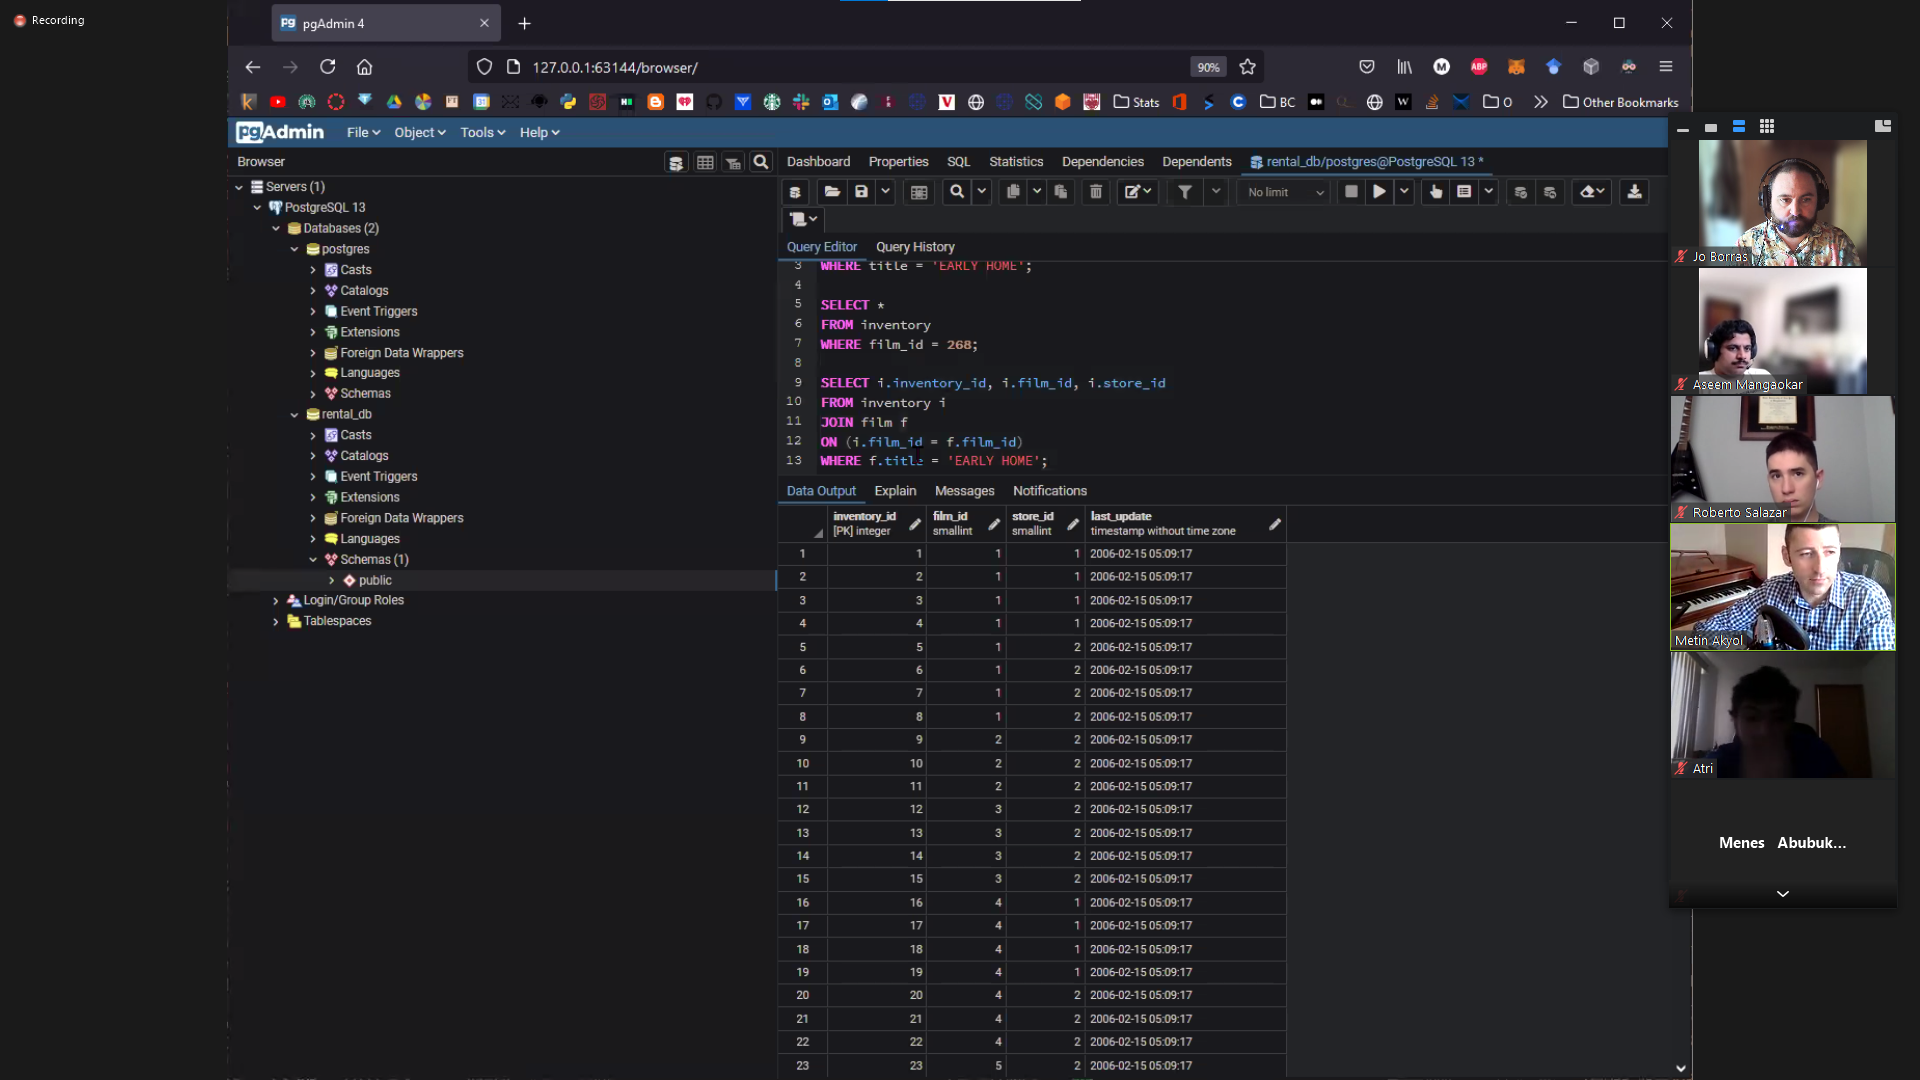 Recording
pgAdmin 4
127.0.0.1:63144/browser/
90%
Stats
BC
O
Other Bookmarks
pgAdmin
File
Object
Tools
Help
Browser
Dashboard
Properties
SQL
Statistics
Dependencies
Dependents
rental_db/postgres@PostgreSQL 13 *
Servers (1)
PostgreSQL 13
Databases (2)
postgres
Casts
Catalogs
Event Triggers
Extensions
Foreign Data Wrappers
Languages
Schemas
rental_db
Casts
Catalogs
Event Triggers
Extensions
Foreign Data Wrappers
Languages
Schemas (1)
public
Login/Group Roles
Tablespaces
No limit
Query Editor
Query History
3 WHERE title = 'EARLY HOME';
4
5 SELECT *
6 FROM inventory
7 WHERE film_id = 268;
8
9 SELECT i.inventory_id, i.film_id, i.store_id
10 FROM inventory i
11 JOIN film f
12 ON (i.film_id = f.film_id)
13 WHERE f.title = 'EARLY HOME';
Data Output
Explain
Messages
Notifications
inventory_id film_id store_id last_update
[PK] integer smallint smallint timestamp without time zone
1 1 1 1 2006-02-15 05:09:17
2 2 1 1 2006-02-15 05:09:17
3 3 1 1 2006-02-15 05:09:17
4 4 1 1 2006-02-15 05:09:17
5 5 1 2 2006-02-15 05:09:17
6 6 1 2 2006-02-15 05:09:17
7 7 1 2 2006-02-15 05:09:17
8 8 1 2 2006-02-15 05:09:17
9 9 2 2 2006-02-15 05:09:17
10 10 2 2 2006-02-15 05:09:17
11 11 2 2 2006-02-15 05:09:17
12 12 3 2 2006-02-15 05:09:17
13 13 3 2 2006-02-15 05:09:17
14 14 3 2 2006-02-15 05:09:17
15 15 3 2 2006-02-15 05:09:17
16 16 4 1 2006-02-15 05:09:17
17 17 4 1 2006-02-15 05:09:17
18 18 4 1 2006-02-15 05:09:17
19 19 4 1 2006-02-15 05:09:17
20 20 4 2 2006-02-15 05:09:17
21 21 4 2 2006-02-15 05:09:17
22 22 4 2 2006-02-15 05:09:17
23 23 5 2 2006-02-15 05:09:17
Jo Borras
Aseem Mangaokar
Roberto Salazar
Metin Akyol
Atri
Menes Abubuk...